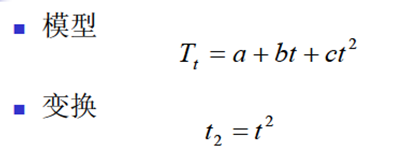 ■ 模型
T_t = a + bt + ct^2
■ 变换
t_2 = t^2